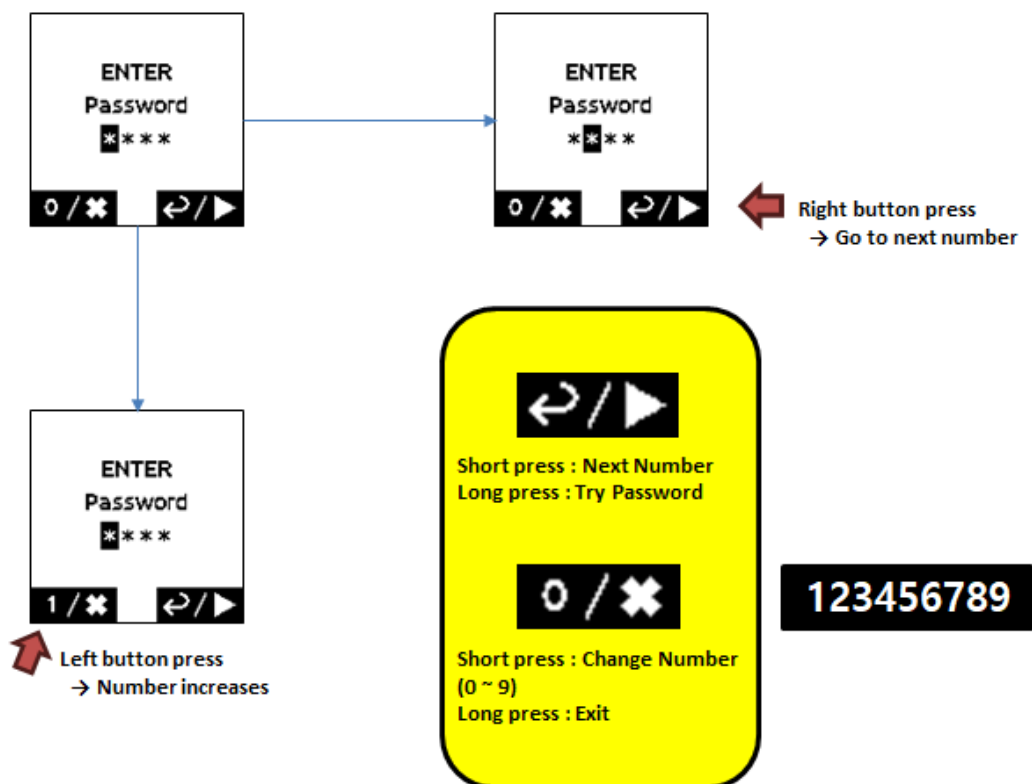 ENTER
Password
****
0 / ✖ ↩ / ▶
ENTER
Password
****
0 / ✖ ↩ / ▶
Right button press
→ Go to next number
ENTER
Password
****
1 / ✖ ↩ / ▶
Left button press
→ Number increases
↩ / ▶
Short press : Next Number
Long press : Try Password
0 / ✖
Short press : Change Number
(0 ~ 9)
Long press : Exit
123456789